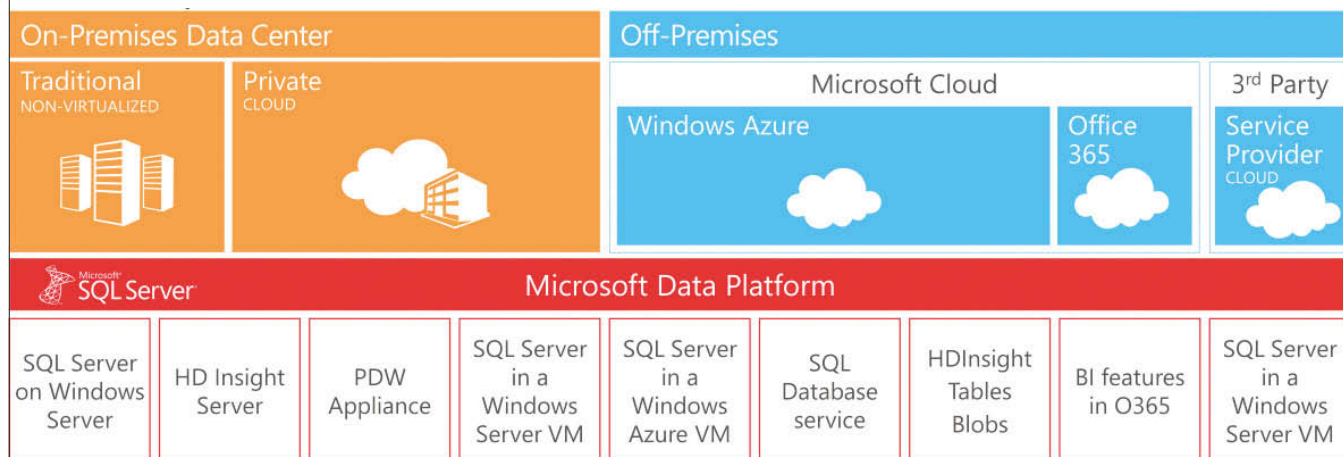 On-Premises Data Center
Off-Premises
Traditional
NON-VIRTUALIZED
Private
CLOUD
Microsoft Cloud
Windows Azure
Office
365
3rd Party
Service
Provider
CLOUD
Microsoft
SQL Server
Microsoft Data Platform
SQL Server
on Windows
Server
HD Insight
Server
PDW
Appliance
SQL Server
in a
Windows
Server VM
SQL Server
in a
Windows
Azure VM
SQL
Database
service
HDInsight
Tables
Blobs
BI features
in O365
SQL Server
in a
Windows
Server VM